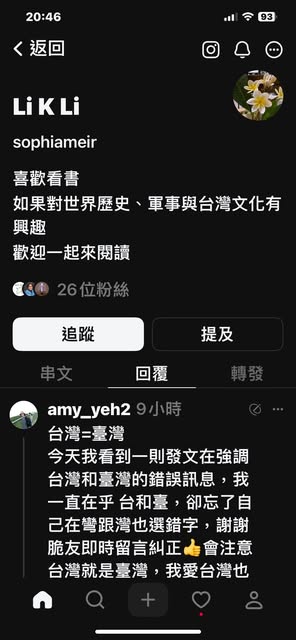 20:46
93
返回
Li K Li
sophiameir
喜歡看書
如果對世界歷史、軍事與台灣文化有
興趣
歡迎一起來閱讀
26位粉絲
追蹤
提及
串文
回覆
轉發
amy_yeh2 9小時
台灣=臺灣
今天我看到一則發文在強調
台灣和臺灣的錯誤訊息，我
一直在乎 台和臺，卻忘了自
己在彎跟灣也選錯字，謝謝
脆友即時留言糾正👍會注意
台灣就是臺灣，我愛台灣也